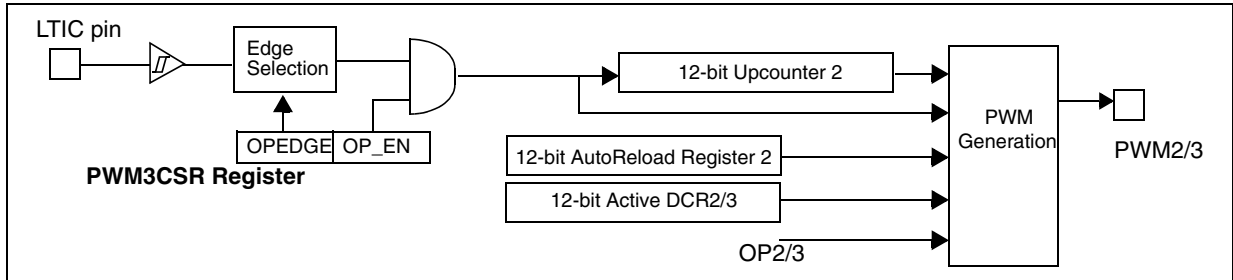 LTIC pin
Edge
Selection
OPEDGE OP_EN
PWM3CSR Register
12-bit Upcounter 2
12-bit AutoReload Register 2
12-bit Active DCR2/3
OP2/3
PWM
Generation
PWM2/3